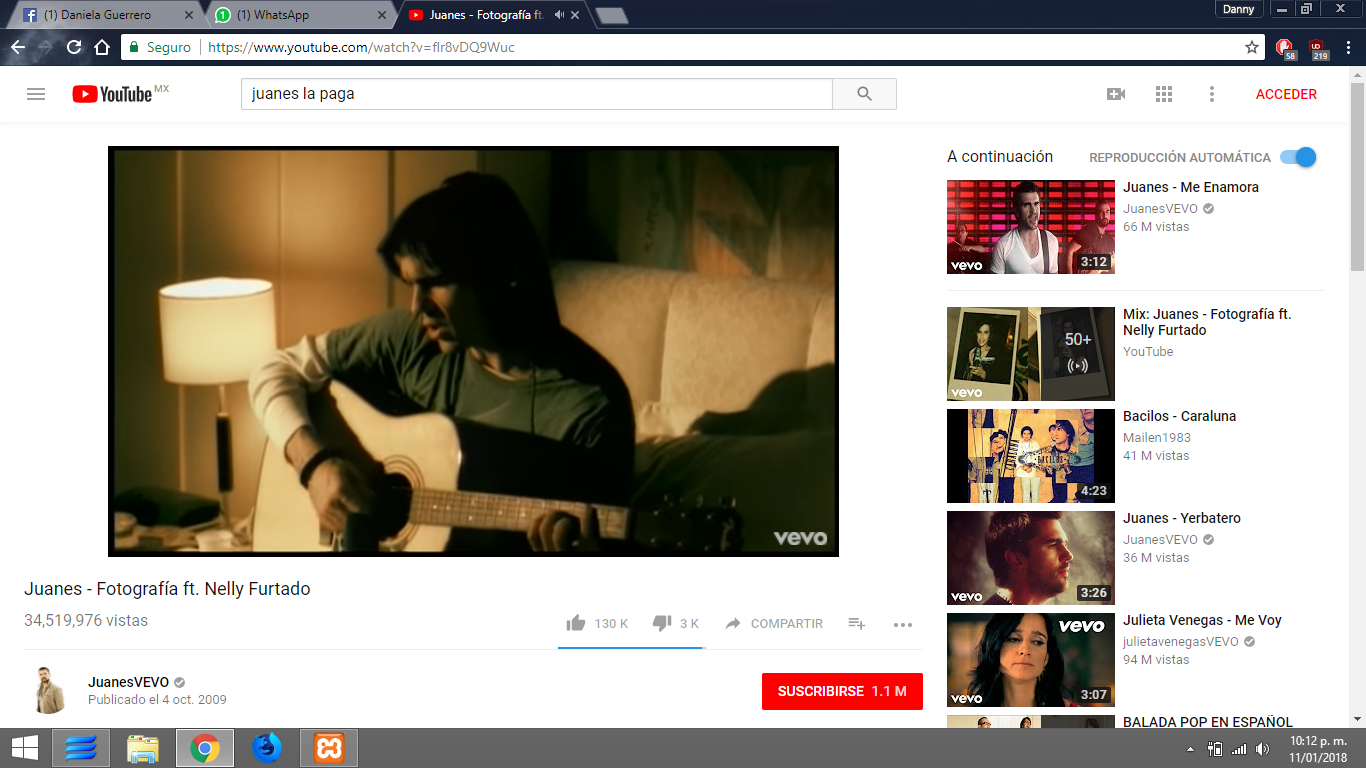 (1) Daniela Guerrero
(1) WhatsApp
Juanes - Fotografía ft.
Danny
Seguro
https://www.youtube.com/watch?v=flr8vDQ9Wuc
58
219
YouTube MX
juanes la paga
ACCEDER
vevo
Juanes - Fotografía ft. Nelly Furtado
34,519,976 vistas
130 K
3 K
COMPARTIR
JuanesVEVO
Publicado el 4 oct. 2009
SUSCRIBIRSE 1.1 M
A continuación
REPRODUCCIÓN AUTOMÁTICA
vevo
3:12
Juanes - Me Enamora
JuanesVEVO
66 M vistas
50+
vevo
Mix: Juanes - Fotografía ft.
Nelly Furtado
YouTube
BACILOS
4:23
Bacilos - Caraluna
Mailen1983
41 M vistas
vevo
3:26
Juanes - Yerbatero
JuanesVEVO
36 M vistas
vevo
vevo
3:07
Julieta Venegas - Me Voy
julietavenegasVEVO
94 M vistas
BALADA POP EN ESPAÑOL
10:12 p. m.
11/01/2018